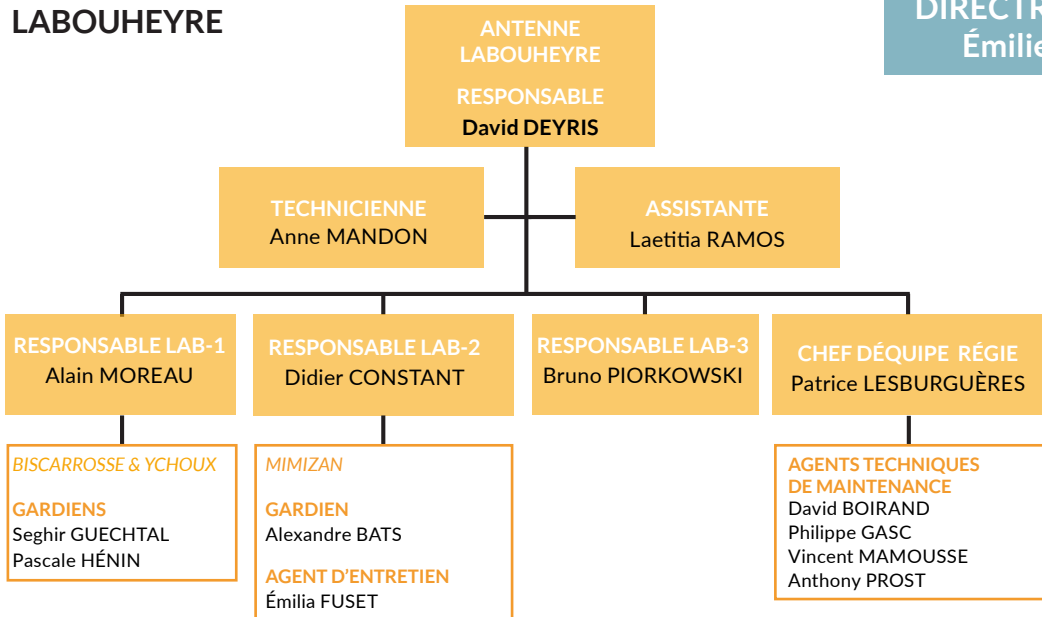 LABOUHEYRE
DIRECTR
Émilie
ANTENNE
LABOUHEYRE
RESPONSABLE
David DEYRIS
TECHNICIENNE
Anne MANDON
ASSISTANTE
Laetitia RAMOS
RESPONSABLE LAB-1
Alain MOREAU
RESPONSABLE LAB-2
Didier CONSTANT
RESPONSABLE LAB-3
Bruno PIORKOWSKI
CHEF DÉQUIPE RÉGIE
Patrice LESBURGUÈRES
BISCARROSSE & YCHOUX
GARDIENS
Seghir GUECHTAL
Pascale HÉNIN
MIMIZAN
GARDIEN
Alexandre BATS
AGENT D'ENTRETIEN
Émilia FUSET
AGENTS TECHNIQUES
DE MAINTENANCE
David BOIRAND
Philippe GASC
Vincent MAMOUSSE
Anthony PROST